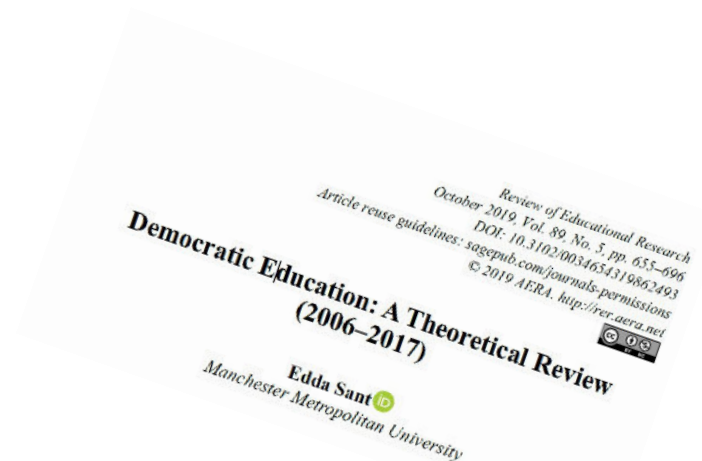 Review of Educational Research
October 2019, Vol. 89, No. 5, pp. 655–696
DOI: 10.3102/0034654319862493
Article reuse guidelines: sagepub.com/journals-permissions
© 2019 AERA. http://rer.aera.net
Democratic Education: A Theoretical Review
(2006–2017)
Edda Sant iD
Manchester Metropolitan University